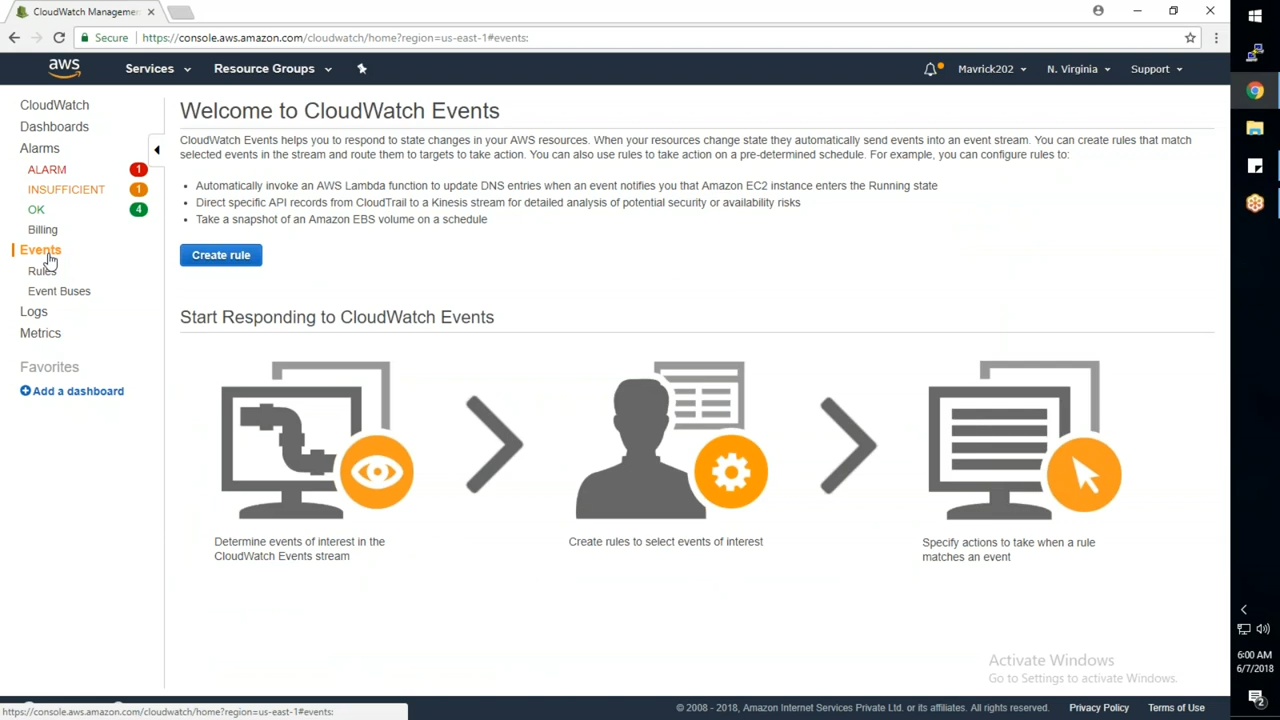 CloudWatch Managemen
Secure https://console.aws.amazon.com/cloudwatch/home?region=us-east-1#events:
aws Services Resource Groups Mavrick202 N. Virginia Support
CloudWatch
Dashboards
Alarms
ALARM 1
INSUFFICIENT 1
OK 4
Billing
Events
Rules
Event Buses
Logs
Metrics
Favorites
Add a dashboard
Welcome to CloudWatch Events
CloudWatch Events helps you to respond to state changes in your AWS resources. When your resources change state they automatically send events into an event stream. You can create rules that match
selected events in the stream and route them to targets to take action. You can also use rules to take action on a pre-determined schedule. For example, you can configure rules to:
• Automatically invoke an AWS Lambda function to update DNS entries when an event notifies you that Amazon EC2 instance enters the Running state
• Direct specific API records from CloudTrail to a Kinesis stream for detailed analysis of potential security or availability risks
• Take a snapshot of an Amazon EBS volume on a schedule
Create rule
Start Responding to CloudWatch Events
Determine events of interest in the
CloudWatch Events stream
Create rules to select events of interest
Specify actions to take when a rule
matches an event
Activate Windows
Go to Settings to activate Windows.
https://console.aws.amazon.com/cloudwatch/home?region=us-east-1#events:
© 2008 - 2018, Amazon Internet Services Private Ltd. or its affiliates. All rights reserved. Privacy Policy Terms of Use
6:00 AM
6/7/2018
2